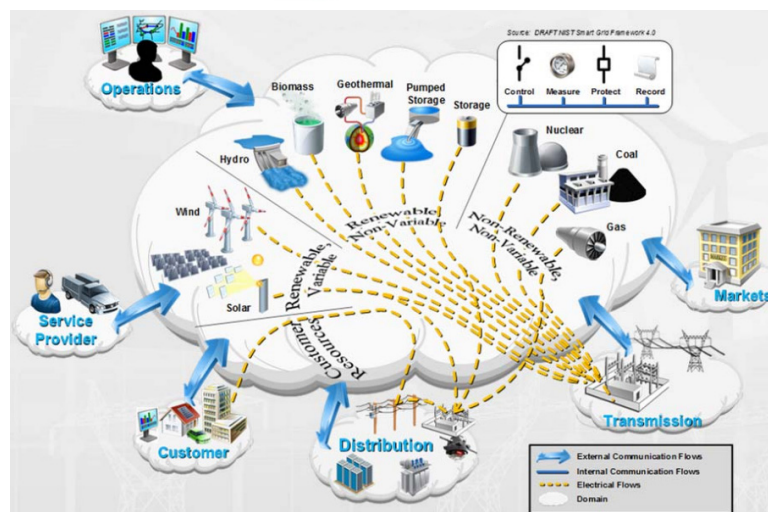 Source: DRAFT NIST Smart Grid Framework 4.0
Control Measure Protect Record
Operations
Biomass
Geothermal
Pumped
Storage
Storage
Nuclear
Coal
Hydro
Wind
Gas
Renewable,
Non-Variable
Non-Renewable,
Non-Variable
Renewable,
Variable
Solar
Customer
Resources
Markets
Service
Provider
Customer
Distribution
Transmission
External Communication Flows
Internal Communication Flows
Electrical Flows
Domain